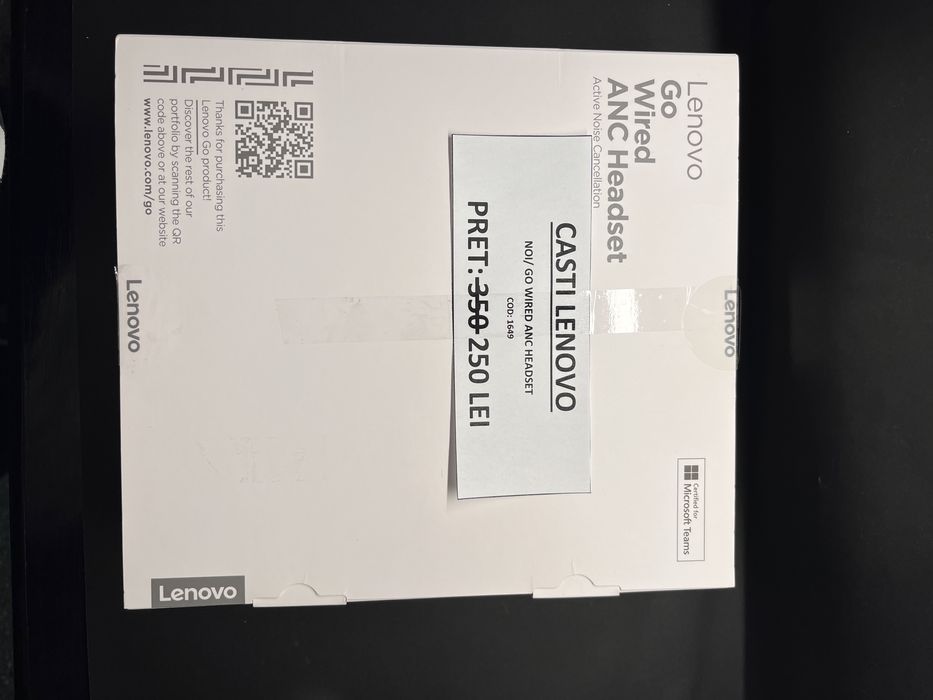 Lenovo
Go
Wired
ANC Headset
Active Noise Cancellation
CASTI LENOVO
NOI/ GO WIRED ANC HEADSET
COD: 1649
PRET: 350 250 LEI
Lenovo
Certified for
Microsoft Teams
Thanks for purchasing this
Lenovo Go product!
Discover the rest of our
portfolio by scanning the QR
code above or at our website
www.lenovo.com/go
Lenovo
Lenovo